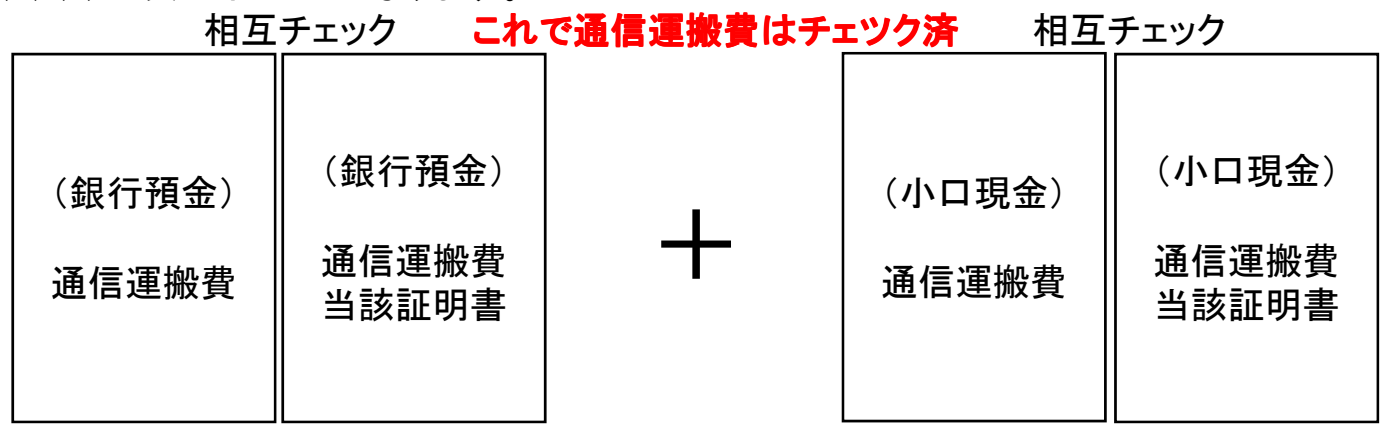 相互チェック
これで通信運搬費はチェツク済
相互チェック
（銀行預金）
通信運搬費
（銀行預金）
通信運搬費
当該証明書
＋
（小口現金）
通信運搬費
（小口現金）
通信運搬費
当該証明書